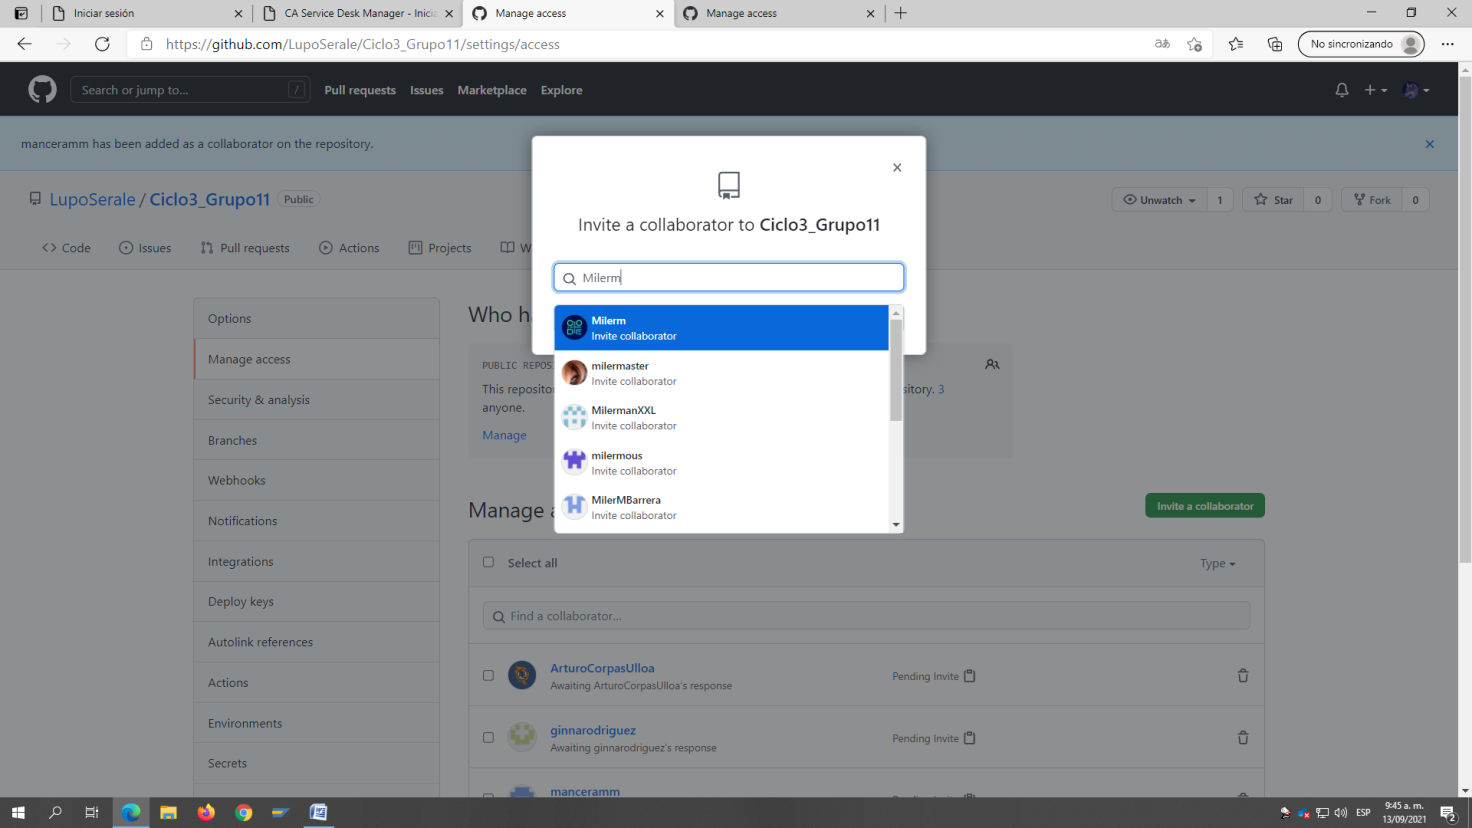 Iniciar sesión
CA Service Desk Manager - Inicia
Manage access
Manage access
https://github.com/LupoSerale/Ciclo3_Grupo11/settings/access
No sincronizando
Search or jump to...
/
Pull requests
Issues
Marketplace
Explore
manceramm has been added as a collaborator on the repository.
LupoSerale / Ciclo3_Grupo11
Public
Unwatch
1
Star
0
Fork
0
Code
Issues
Pull requests
Actions
Projects
W
Invite a collaborator to Ciclo3_Grupo11
Milerm
Milerm
Invite collaborator
milermaster
Invite collaborator
MilermanXXL
Invite collaborator
milermous
Invite collaborator
MilerMBarrera
Invite collaborator
Options
Manage access
Security & analysis
Branches
Webhooks
Notifications
Integrations
Deploy keys
Autolink references
Actions
Environments
Secrets
Who h
PUBLIC REPOS
This reposito
sitory. 3
anyone.
Manage
Manage a
Invite a collaborator
Select all
Type
Find a collaborator...
ArturoCorpasUlloa
Awaiting ArturoCorpasUlloa's response
Pending Invite
ginnarodriguez
Awaiting ginnarodriguez's response
Pending Invite
manceramm
ESP
9:45 a. m.
13/09/2021
2